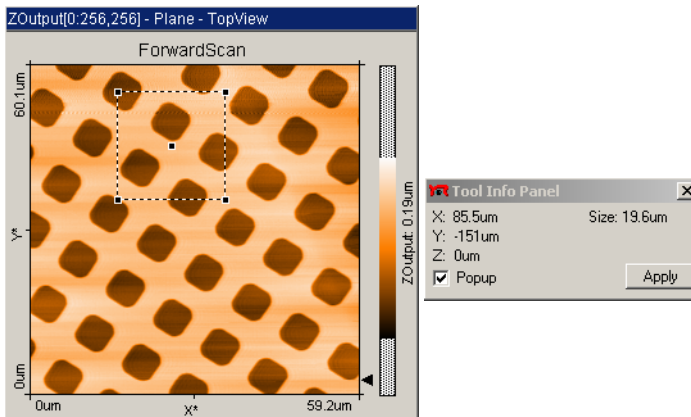 ZOutput[0:256,256] - Plane - TopView
ForwardScan
60.1um
Y*
0um
0um
X*
59.2um
ZOutput: 0.19um
Tool Info Panel
X: 85.5um
Size: 19.6um
Y: -151um
Z: 0um
Popup
Apply